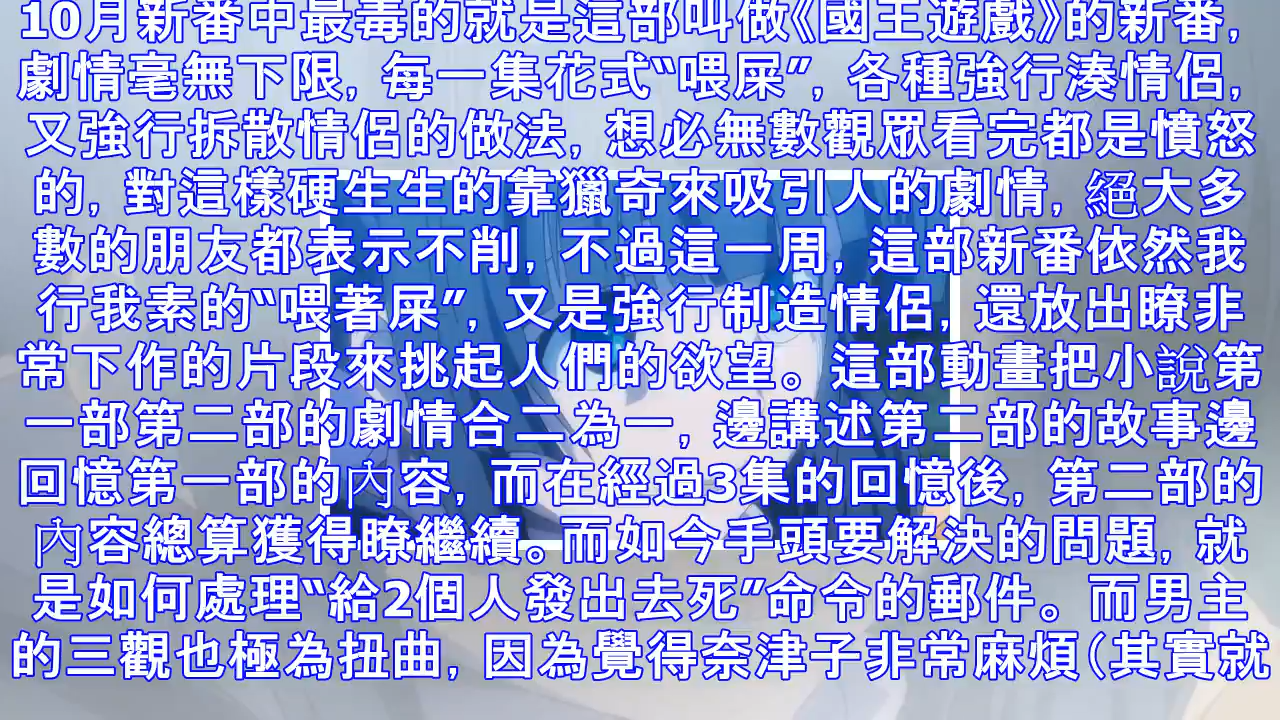 10月新番中最毒的就是這部叫做《國王遊戲》的新番,
劇情毫無下限, 每一集花式“喂屎”, 各種強行湊情侶,
又強行拆散情侶的做法, 想必無數觀眾看完都是憤怒
的, 對這樣硬生生的靠獵奇來吸引人的劇情, 絕大多
數的朋友都表示不削, 不過這一周, 這部新番依然我
行我素的“喂著屎”, 又是強行制造情侶, 還放出瞭非
常下作的片段來挑起人們的欲望。這部動畫把小說第
一部第二部的劇情合二為一, 邊講述第二部的故事邊
回憶第一部的內容, 而在經過3集的回憶後, 第二部的
內容總算獲得瞭繼續。而如今手頭要解決的問題, 就
是如何處理“給2個人發出去死”命令的郵件。而男主
的三觀也極為扭曲, 因為覺得奈津子非常麻煩(其實就